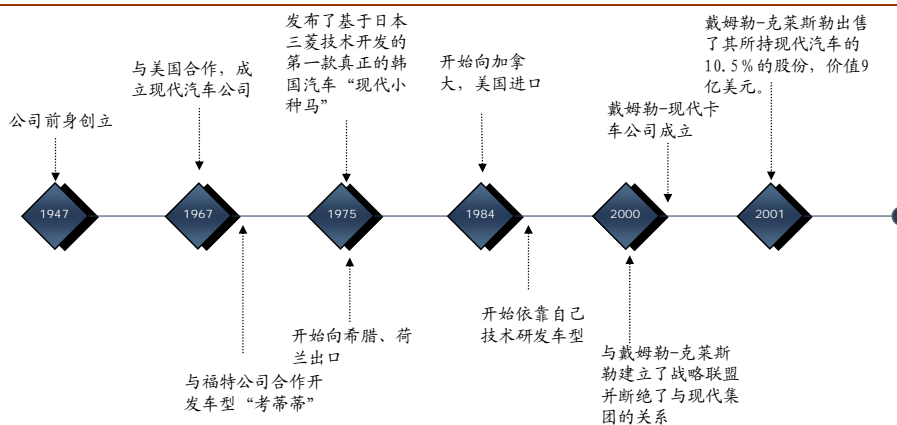 公司前身创立
与美国合作，成
立现代汽车公司
发布了基于日本
三菱技术开发的
第一款真正的韩
国汽车“现代小
种马”
开始向加拿
大，美国进口
戴姆勒-现代卡
车公司成立
戴姆勒-克莱斯勒出售
了其所持现代汽车的
10.5%的股份，价值9
亿美元。
1947
1967
1975
1984
2000
2001
与福特公司合作开
发车型“考蒂蒂”
开始向希腊、荷
兰出口
开始依靠自己
技术研发车型
与戴姆勒-克莱斯
勒建立了战略联盟
并断绝了与现代集
团的关系